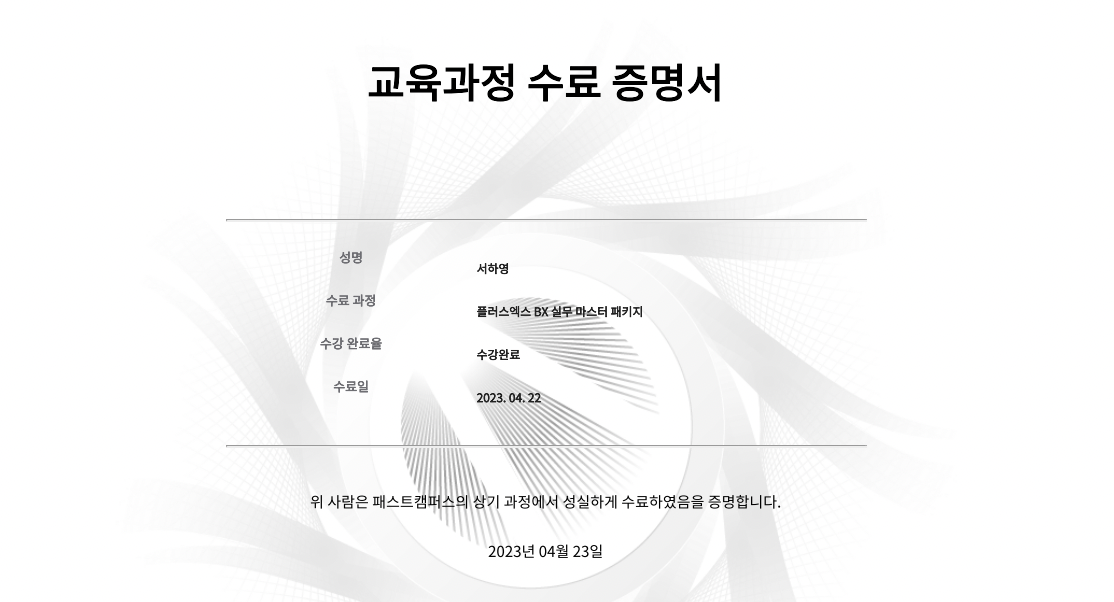 교육과정 수료 증명서
성명
서하영
수료 과정
플러스엑스 BX 실무 마스터 패키지
수강 완료율
수강완료
수료일
2023. 04. 22
위 사람은 패스트캠퍼스의 상기 과정에서 성실하게 수료하였음을 증명합니다.
2023년 04월 23일